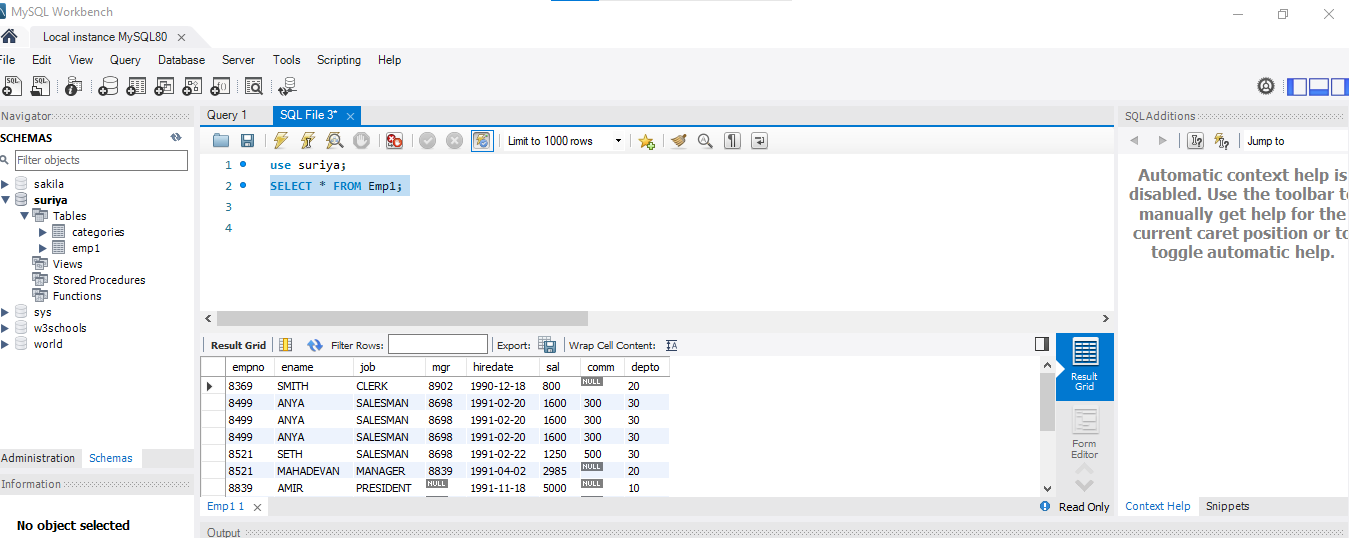 MySQL Workbench
Local instance MySQL80
File Edit View Query Database Server Tools Scripting Help
Navigator
SCHEMAS
Filter objects
sakila
suriya
Tables
categories
emp1
Views
Stored Procedures
Functions
sys
w3schools
world
Administration Schemas
Information
No object selected
Query 1 SQL File 3*
Limit to 1000 rows
1 use suriya;
2 SELECT * FROM Emp1;
3
4
Result Grid Filter Rows: Export: Wrap Cell Content:
empno ename job mgr hiredate sal comm depto
8369 SMITH CLERK 8902 1990-12-18 800 NULL 20
8499 ANYA SALESMAN 8698 1991-02-20 1600 300 30
8499 ANYA SALESMAN 8698 1991-02-20 1600 300 30
8499 ANYA SALESMAN 8698 1991-02-20 1600 300 30
8521 SETH SALESMAN 8698 1991-02-22 1250 500 30
8521 MAHADEVAN MANAGER 8839 1991-04-02 2985 NULL 20
8839 AMIR PRESIDENT NULL 1991-11-18 5000 NULL 10
Result
Grid
Form
Editor
Emp1 1
Read Only
Output
SQLAdditions
Jump to
Automatic context help is
disabled. Use the toolbar to
manually get help for the
current caret position or to
toggle automatic help.
Context Help Snippets